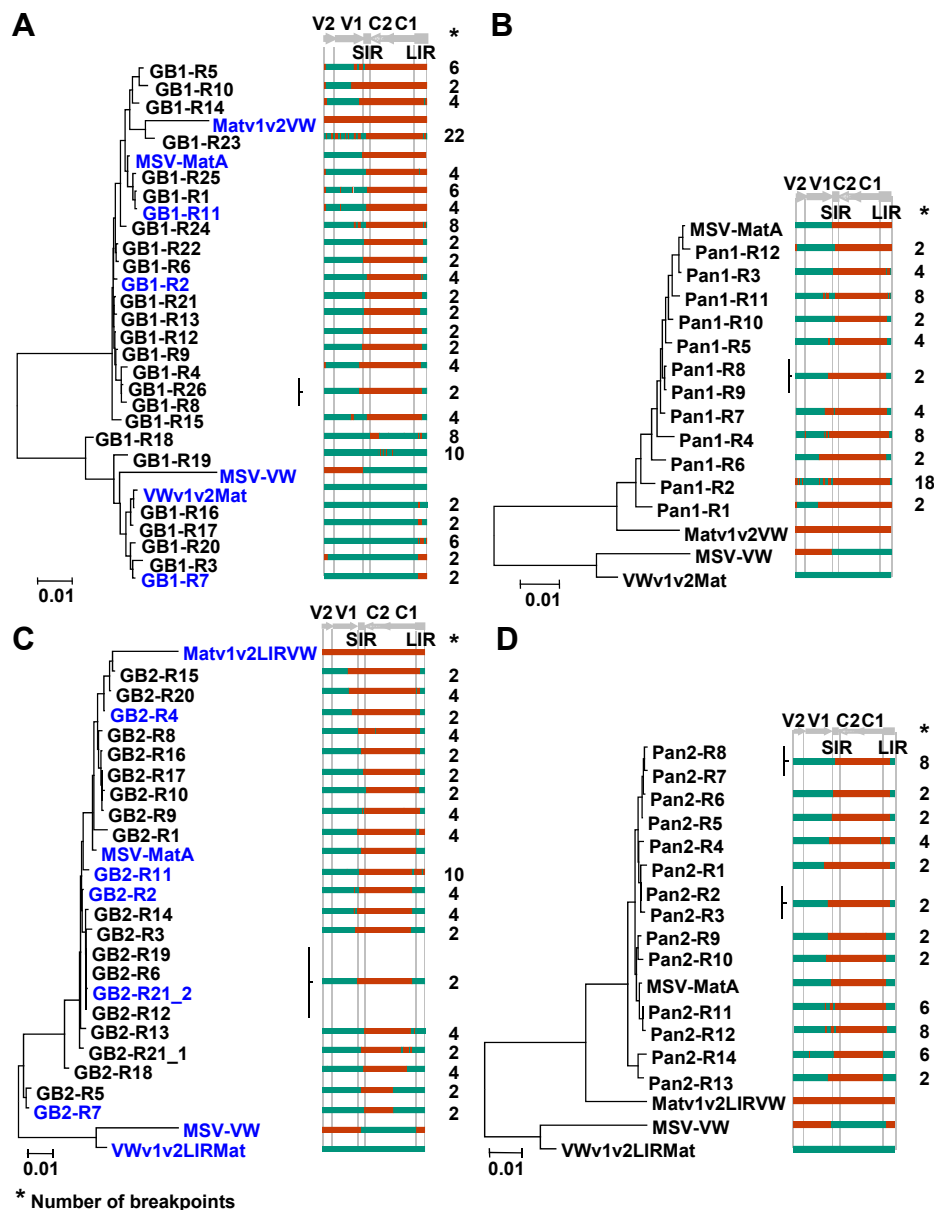 A
V2 V1 C2 C1 *
SIR LIR
GB1-R5 6
GB1-R10 2
GB1-R14 4
Matv1v2VW
GB1-R23 22
MSV-MatA
GB1-R25 4
GB1-R1 6
GB1-R11 4
GB1-R24 8
GB1-R22 2
GB1-R6 2
GB1-R2 4
GB1-R21 2
GB1-R13 2
GB1-R12 2
GB1-R9 2
GB1-R4 4
GB1-R26 2
GB1-R8
GB1-R15 4
GB1-R18 8
GB1-R19 10
MSV-VW
VWv1v2Mat
GB1-R16 2
GB1-R17 2
GB1-R20 6
GB1-R3 2
GB1-R7 2
0.01
B
V2 V1 C2 C1
SIR LIR *
MSV-MatA
Pan1-R12 2
Pan1-R3 4
Pan1-R11 8
Pan1-R10 2
Pan1-R5 4
Pan1-R8 2
Pan1-R9
Pan1-R7 4
Pan1-R4 8
Pan1-R6 2
Pan1-R2 18
Pan1-R1 2
Matv1v2VW
MSV-VW
VWv1v2Mat
0.01
C
V2 V1 C2 C1
SIR LIR *
Matv1v2LIRVW
GB2-R15 2
GB2-R20 4
GB2-R4 2
GB2-R8 4
GB2-R16 2
GB2-R17 2
GB2-R10 2
GB2-R9 4
GB2-R1 4
MSV-MatA
GB2-R11 10
GB2-R2 4
GB2-R14 4
GB2-R3 2
GB2-R19
GB2-R6 2
GB2-R21_2
GB2-R12
GB2-R13 4
GB2-R21_1 2
GB2-R18 4
GB2-R5 2
GB2-R7 2
MSV-VW
VWv1v2LIRMat
0.01
D
V2 V1 C2 C1 *
SIR LIR
Pan2-R8 8
Pan2-R7
Pan2-R6 2
Pan2-R5 2
Pan2-R4 4
Pan2-R1 2
Pan2-R2 2
Pan2-R3
Pan2-R9 2
Pan2-R10 2
MSV-MatA
Pan2-R11 6
Pan2-R12 8
Pan2-R14 6
Pan2-R13 2
Matv1v2LIRVW
MSV-VW
VWv1v2LIRMat
0.01
* Number of breakpoints